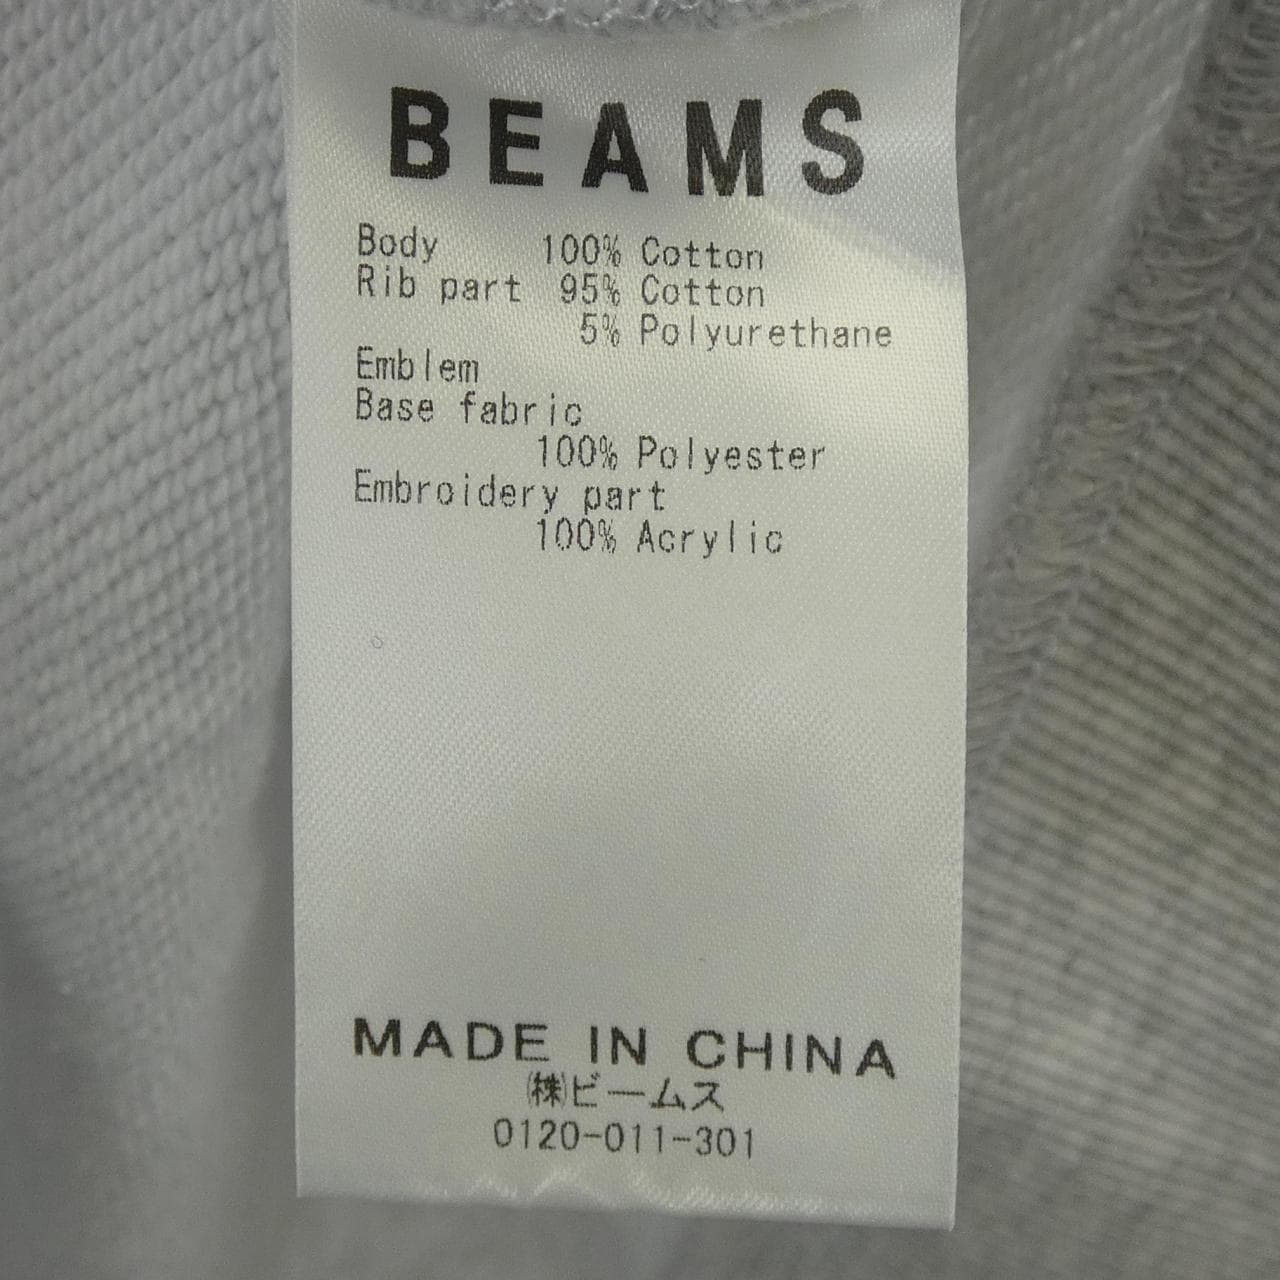 BEAMS
Body 100% Cotton
Rib part 95% Cotton
5% Polyurethane
Emblem
Base fabric
100% Polyester
Embroidery part
100% Acrylic
MADE IN CHINA
㈱ビームス
0120-011-301